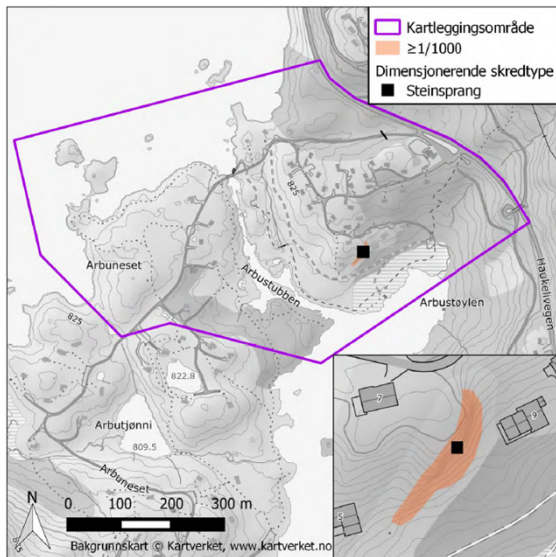 Kartleggingsområde
≥1/1000
Dimensjonerende skredtype
Steinsprang
825
Arbuneset
Arbustubben
Haukelivegen
Arbustøylen
825
822.8
Arbutjønni
809.5
Arbuneset
7
9
N
0 100 200 300 m
Bakgrunnskart © Kartverket, www.kartverket.no
845